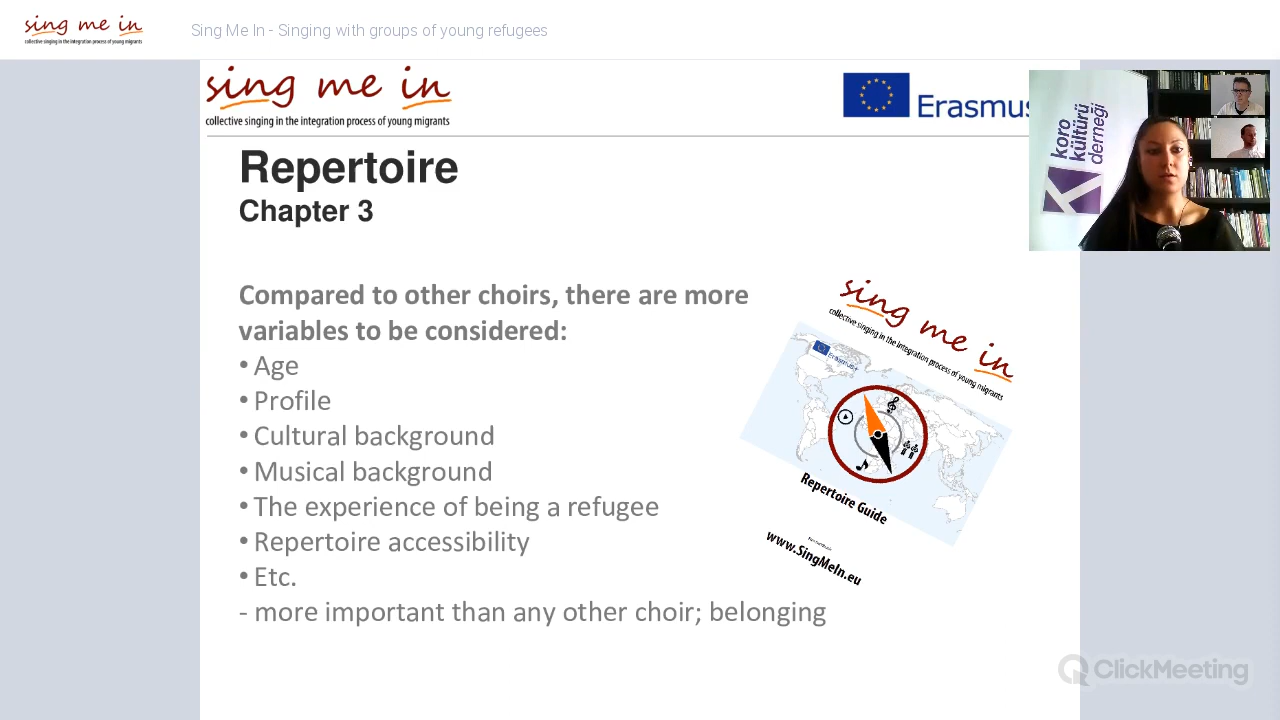 sing me in
collective singing in the integration process of young migrants
Sing Me In - Singing with groups of young refugees
sing me in
collective singing in the integration process of young migrants
Erasmus
koro
kültürü
derneği
Repertoire
Chapter 3
Compared to other choirs, there are more
variables to be considered:
• Age
• Profile
• Cultural background
• Musical background
• The experience of being a refugee
• Repertoire accessibility
• Etc.
- more important than any other choir; belonging
sing me in
collective singing in the integration process of young migrants
Erasmus+
Repertoire Guide
www.SingMeIn.eu
ClickMeeting